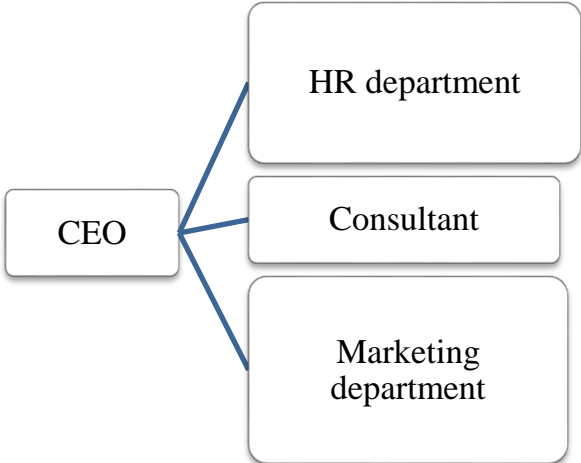 HR department
CEO
Consultant
Marketing
department